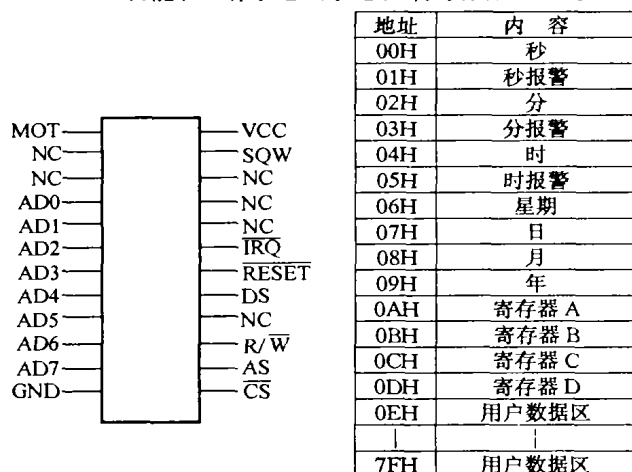 地址 内 容
00H 秒
01H 秒报警
02H 分
03H 分报警
04H 时
05H 时报警
06H 星期
07H 日
08H 月
09H 年
0AH 寄存器 A
0BH 寄存器 B
0CH 寄存器 C
0DH 寄存器 D
0EH 用户数据区
7FH 用户数据区
MOT VCC
NC SQW
NC NC
AD0 NC
AD1 NC
AD2 IRQ
AD3 RESET
AD4 DS
AD5 NC
AD6 R/W
AD7 AS
GND CS